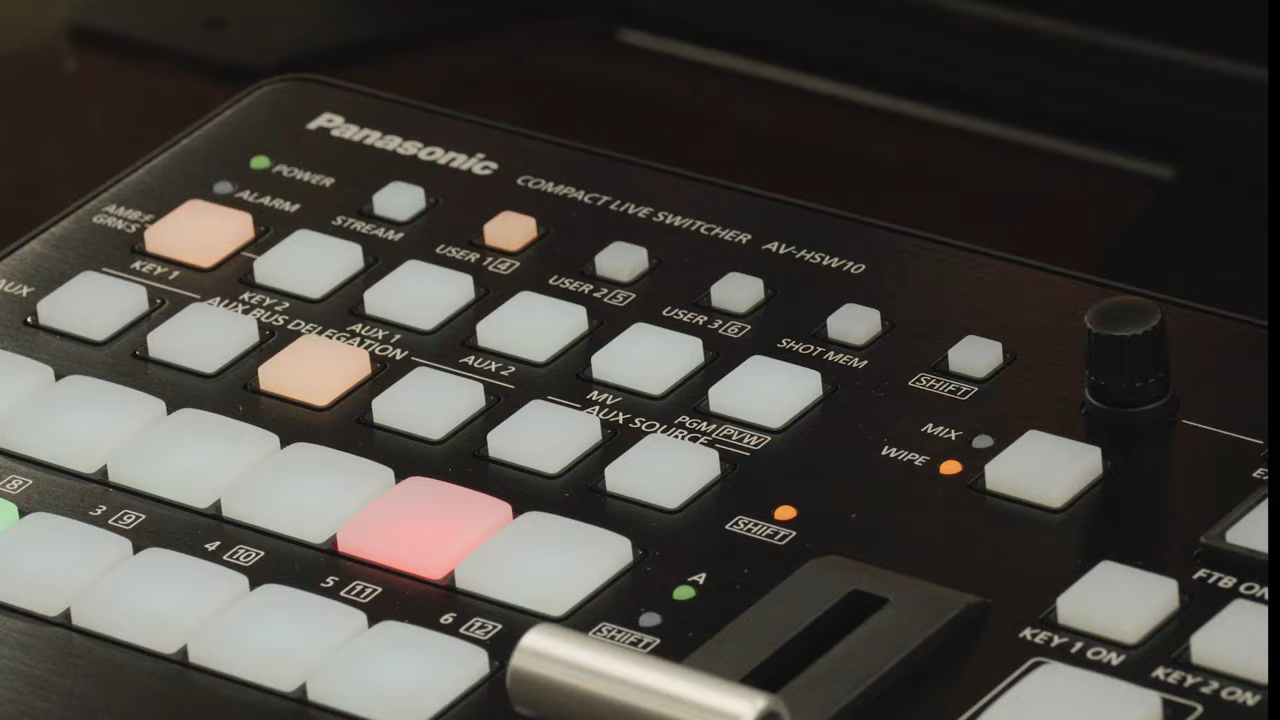 Panasonic
COMPACT LIVE SWITCHER AV-HSW10
POWER
ALARM
STREAM
USER 1 4
USER 2 5
USER 3 6
SHOT MEM
SHIFT
KEY 1
KEY 2
AUX 1
AUX 2
MV
PGM PVW
AUX
AUX BUS DELEGATION
AUX SOURCE
MIX
WIPE
SHIFT
8
3 9
4 10
5 11
6 12
A
SHIFT
FTB ON
KEY 1 ON
KEY 2 ON